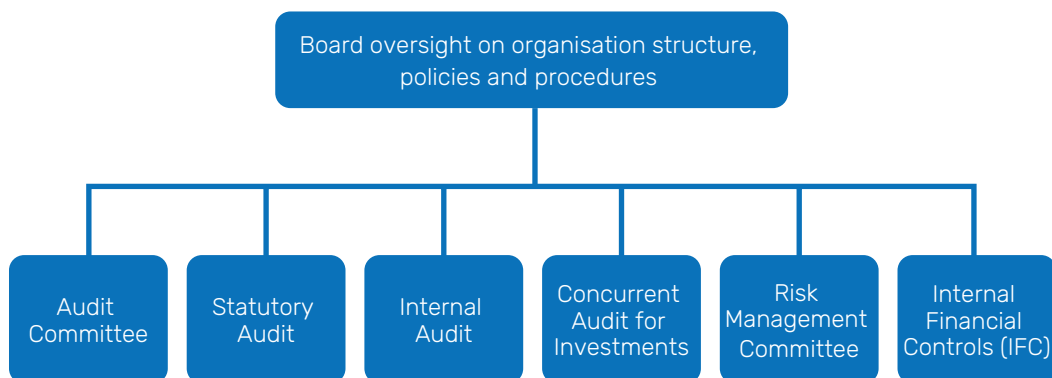 Board oversight on organisation structure,
policies and procedures
Audit
Committee
Statutory
Audit
Internal
Audit
Concurrent
Audit for
Investments
Risk
Management
Committee
Internal
Financial
Controls (IFC)